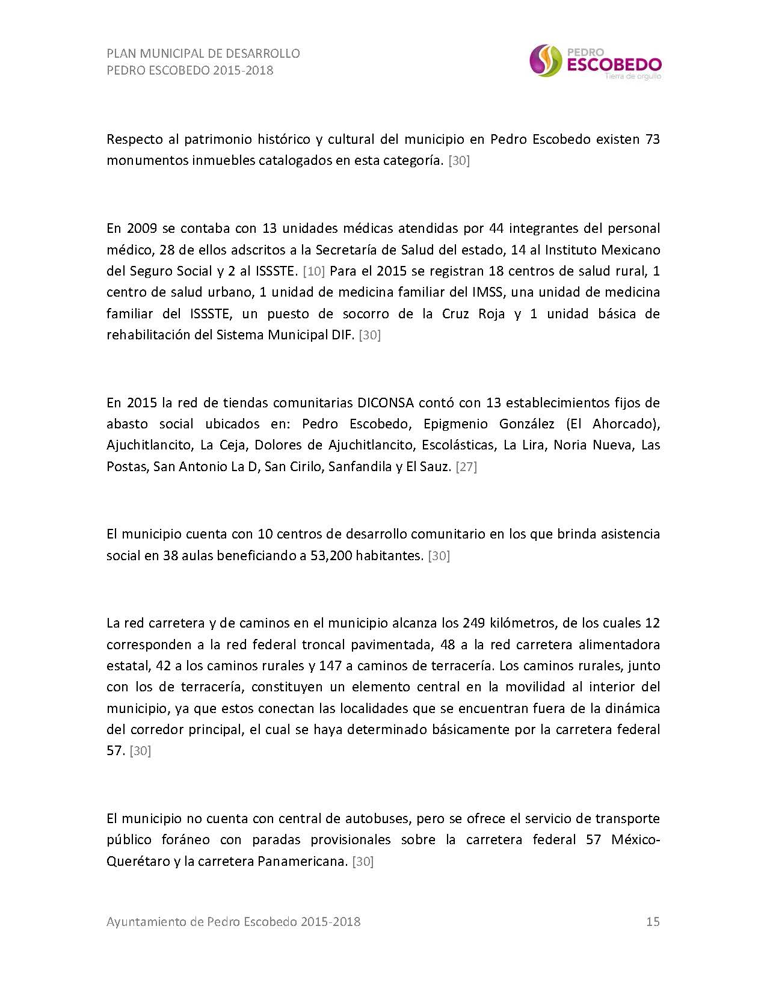 PLAN MUNICIPAL DE DESARROLLO
PEDRO ESCOBEDO 2015-2018
PEDRO
ESCOBEDO
Tierra de orgullo
Respecto al patrimonio histórico y cultural del municipio en Pedro Escobedo existen 73
monumentos inmuebles catalogados en esta categoría. [30]
En 2009 se contaba con 13 unidades médicas atendidas por 44 integrantes del personal
médico, 28 de ellos adscritos a la Secretaría de Salud del estado, 14 al Instituto Mexicano
del Seguro Social y 2 al ISSSTE. [10] Para el 2015 se registran 18 centros de salud rural, 1
centro de salud urbano, 1 unidad de medicina familiar del IMSS, una unidad de medicina
familiar del ISSSTE, un puesto de socorro de la Cruz Roja y 1 unidad básica de
rehabilitación del Sistema Municipal DIF. [30]
En 2015 la red de tiendas comunitarias DICONSA contó con 13 establecimientos fijos de
abasto social ubicados en: Pedro Escobedo, Epigmenio González (El Ahorcado),
Ajuchitlancito, La Ceja, Dolores de Ajuchitlancito, Escolásticas, La Lira, Noria Nueva, Las
Postas, San Antonio La D, San Cirilo, Sanfandila y El Sauz. [27]
El municipio cuenta con 10 centros de desarrollo comunitario en los que brinda asistencia
social en 38 aulas beneficiando a 53,200 habitantes. [30]
La red carretera y de caminos en el municipio alcanza los 249 kilómetros, de los cuales 12
corresponden a la red federal troncal pavimentada, 48 a la red carretera alimentadora
estatal, 42 a los caminos rurales y 147 a caminos de terracería. Los caminos rurales, junto
con los de terracería, constituyen un elemento central en la movilidad al interior del
municipio, ya que estos conectan las localidades que se encuentran fuera de la dinámica
del corredor principal, el cual se haya determinado básicamente por la carretera federal
57. [30]
El municipio no cuenta con central de autobuses, pero se ofrece el servicio de transporte
público foráneo con paradas provisionales sobre la carretera federal 57 México-
Querétaro y la carretera Panamericana. [30]
Ayuntamiento de Pedro Escobedo 2015-2018 15